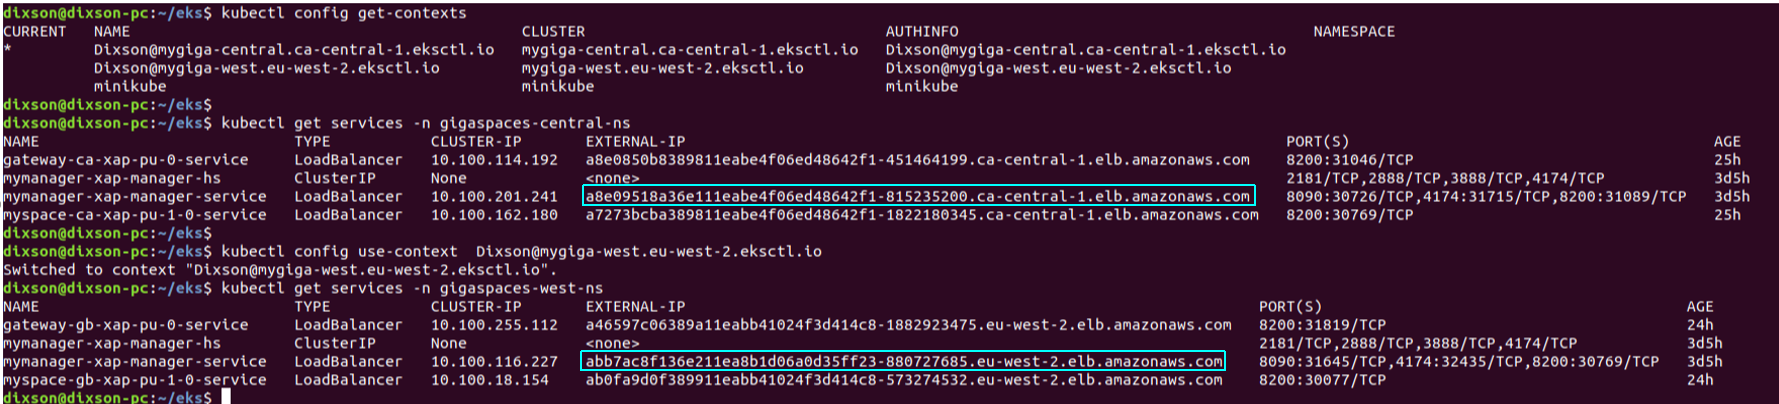 dixson@dixson-pc:~/eks$ kubectl config get-contexts
CURRENT   NAME                                            CLUSTER                                 AUTHINFO                                       NAMESPACE
*         Dixson@mygiga-central.ca-central-1.eksctl.io   mygiga-central.ca-central-1.eksctl.io   Dixson@mygiga-central.ca-central-1.eksctl.io
          Dixson@mygiga-west.eu-west-2.eksctl.io         mygiga-west.eu-west-2.eksctl.io         Dixson@mygiga-west.eu-west-2.eksctl.io
          minikube                                       minikube                                minikube
dixson@dixson-pc:~/eks$
dixson@dixson-pc:~/eks$ kubectl get services -n gigaspaces-central-ns
NAME                            TYPE           CLUSTER-IP       EXTERNAL-IP                                                                  PORT(S)                                        AGE
gateway-ca-xap-pu-0-service     LoadBalancer   10.100.114.192   a8e0850b8389811eabe4f06ed48642f1-451464199.ca-central-1.elb.amazonaws.com    8200:31046/TCP                                 25h
mymanager-xap-manager-hs        ClusterIP      None             <none>                                                                       2181/TCP,2888/TCP,3888/TCP,4174/TCP            3d5h
mymanager-xap-manager-service   LoadBalancer   10.100.201.241   a8e09518a36e111eabe4f06ed48642f1-815235200.ca-central-1.elb.amazonaws.com    8090:30726/TCP,4174:31715/TCP,8200:31089/TCP   3d5h
myspace-ca-xap-pu-1-0-service   LoadBalancer   10.100.162.180   a7273bcba389811eabe4f06ed48642f1-1822180345.ca-central-1.elb.amazonaws.com   8200:30769/TCP                                 25h
dixson@dixson-pc:~/eks$
dixson@dixson-pc:~/eks$ kubectl config use-context  Dixson@mygiga-west.eu-west-2.eksctl.io
Switched to context "Dixson@mygiga-west.eu-west-2.eksctl.io".
dixson@dixson-pc:~/eks$ kubectl get services -n gigaspaces-west-ns
NAME                            TYPE           CLUSTER-IP       EXTERNAL-IP                                                               PORT(S)                                        AGE
gateway-gb-xap-pu-0-service     LoadBalancer   10.100.255.112   a46597c06389a11eabb41024f3d414c8-1882923475.eu-west-2.elb.amazonaws.com   8200:31819/TCP                                 24h
mymanager-xap-manager-hs        ClusterIP      None             <none>                                                                    2181/TCP,2888/TCP,3888/TCP,4174/TCP            3d5h
mymanager-xap-manager-service   LoadBalancer   10.100.116.227   abb7ac8f136e211ea8b1d06a0d35ff23-880727685.eu-west-2.elb.amazonaws.com    8090:31645/TCP,4174:32435/TCP,8200:30769/TCP   3d5h
myspace-gb-xap-pu-1-0-service   LoadBalancer   10.100.18.154    ab0fa9d0f389911eabb41024f3d414c8-573274532.eu-west-2.elb.amazonaws.com    8200:30077/TCP                                 24h
dixson@dixson-pc:~/eks$